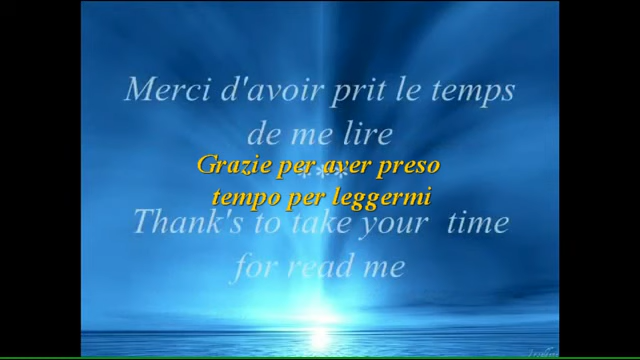 Merci d'avoir prit le temps
de me lire
***
Grazie per aver preso
tempo per leggermi
Thank's to take your time
for read me